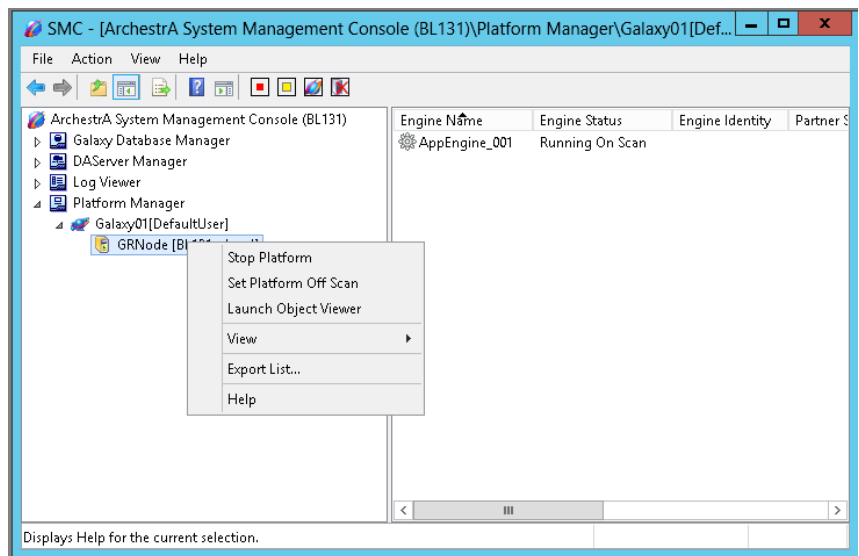 SMC - [ArchestrA System Management Console (BL131)\Platform Manager\Galaxy01[Def...
File Action View Help
ArchestrA System Management Console (BL131)
Galaxy Database Manager
DAServer Manager
Log Viewer
Platform Manager
Galaxy01[DefaultUser]
GRNode
Stop Platform
Set Platform Off Scan
Launch Object Viewer
View
Export List...
Help
Engine Name Engine Status Engine Identity Partner S
AppEngine_001 Running On Scan
Displays Help for the current selection.